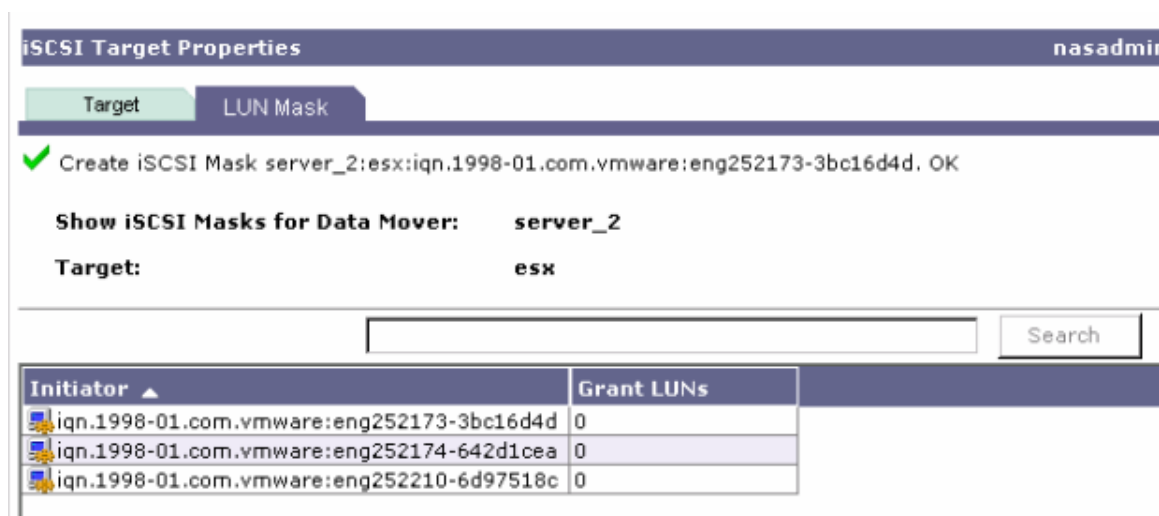 iSCSI Target Properties nasadmin
Target LUN Mask
Create iSCSI Mask server_2:esx:iqn.1998-01.com.vmware:eng252173-3bc16d4d. OK
Show iSCSI Masks for Data Mover: server_2
Target: esx
Search
Initiator Grant LUNs
iqn.1998-01.com.vmware:eng252173-3bc16d4d 0
iqn.1998-01.com.vmware:eng252174-642d1cea 0
iqn.1998-01.com.vmware:eng252210-6d97518c 0